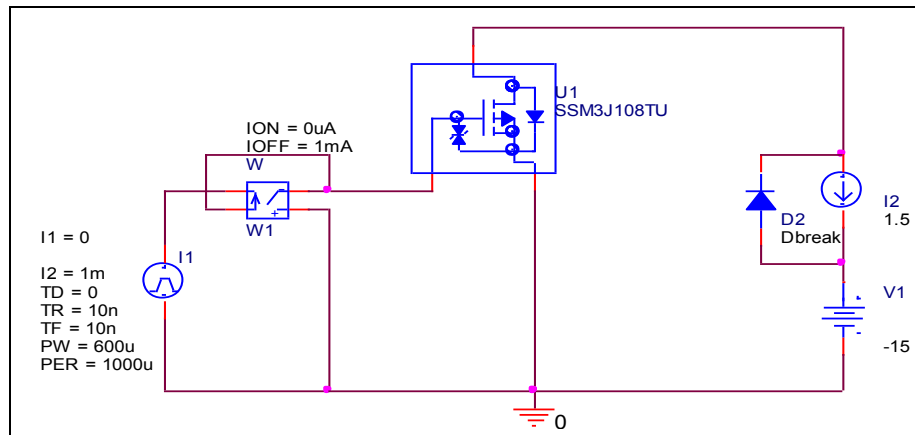 U1
SSM3J108TU
ION = 0uA
IOFF = 1mA
W
+
W1
I1
I1 = 0
I2 = 1m
TD = 0
TR = 10n
TF = 10n
PW = 600u
PER = 1000u
D2
Dbreak
I2
1.5
V1
-15
0